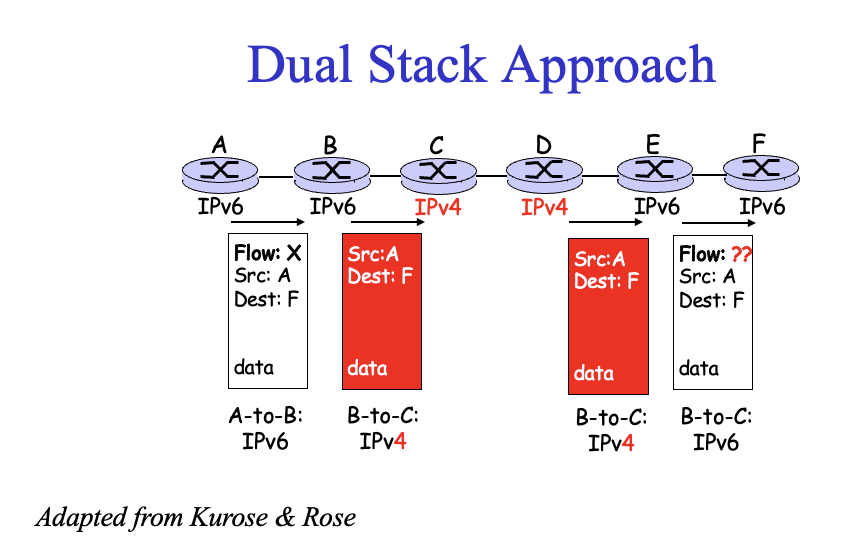 Dual Stack Approach
A B C D E F
IPv6 IPv6 IPv4 IPv4 IPv6 IPv6
Flow: X
Src: A
Dest: F
data
A-to-B:
IPv6
Src:A
Dest: F
data
B-to-C:
IPv4
Src:A
Dest: F
data
B-to-C:
IPv4
Flow: ??
Src: A
Dest: F
data
B-to-C:
IPv6
Adapted from Kurose & Rose